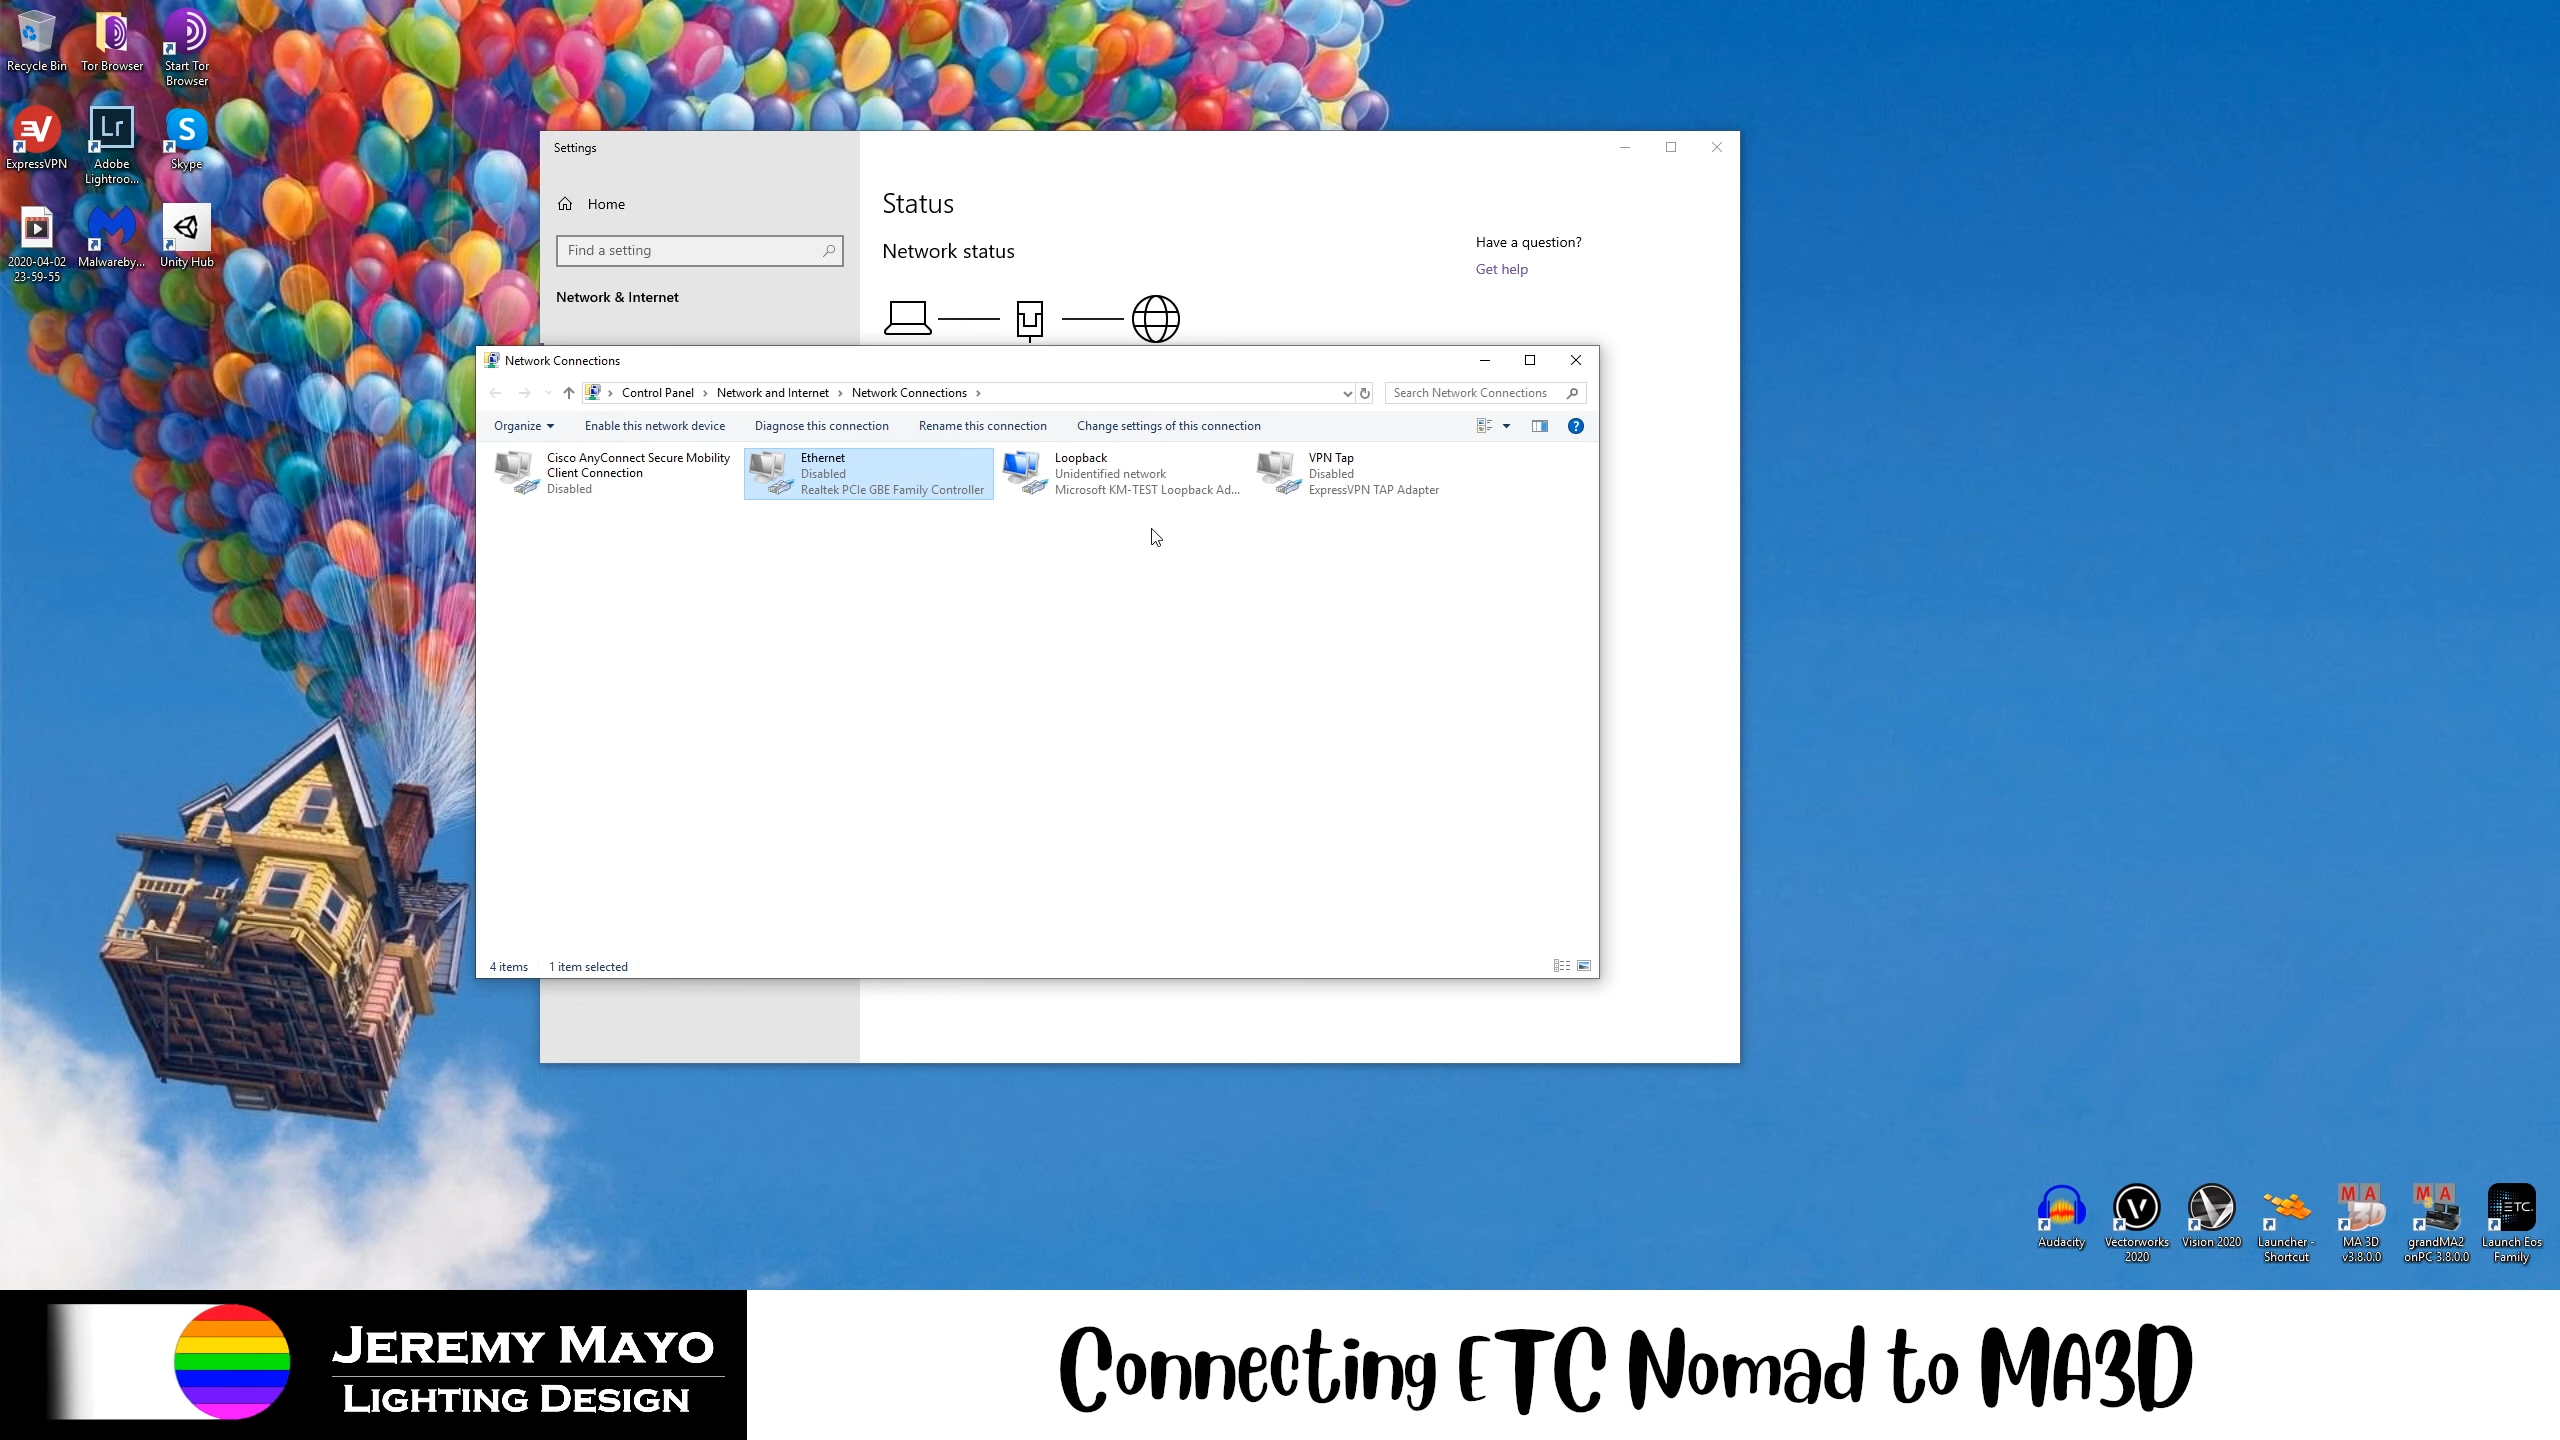 Recycle Bin
Tor Browser
Start Tor
Browser
ExpressVPN
Lr
Adobe
Lightroo...
S
Skype
2020-04-02
23-59-55
Malwareby...
Unity Hub
Settings
Home
Find a setting
Network & Internet
Status
Network status
Have a question?
Get help
Network Connections
Control Panel > Network and Internet > Network Connections >
Search Network Connections
Organize
Enable this network device
Diagnose this connection
Rename this connection
Change settings of this connection
?
Cisco AnyConnect Secure Mobility
Client Connection
Disabled
Ethernet
Disabled
Realtek PCIe GBE Family Controller
Loopback
Unidentified network
Microsoft KM-TEST Loopback Ad...
VPN Tap
Disabled
ExpressVPN TAP Adapter
4 items
1 item selected
Audacity
Vectorworks
2020
Vision 2020
Launcher -
Shortcut
MA
3D
MA 3D
v3.8.0.0
MA
grandMA2
onPC 3.8.0.0
ETC
Launch Eos
Family
JEREMY MAYO
LIGHTING DESIGN
Connecting ETC Nomad to MA3D